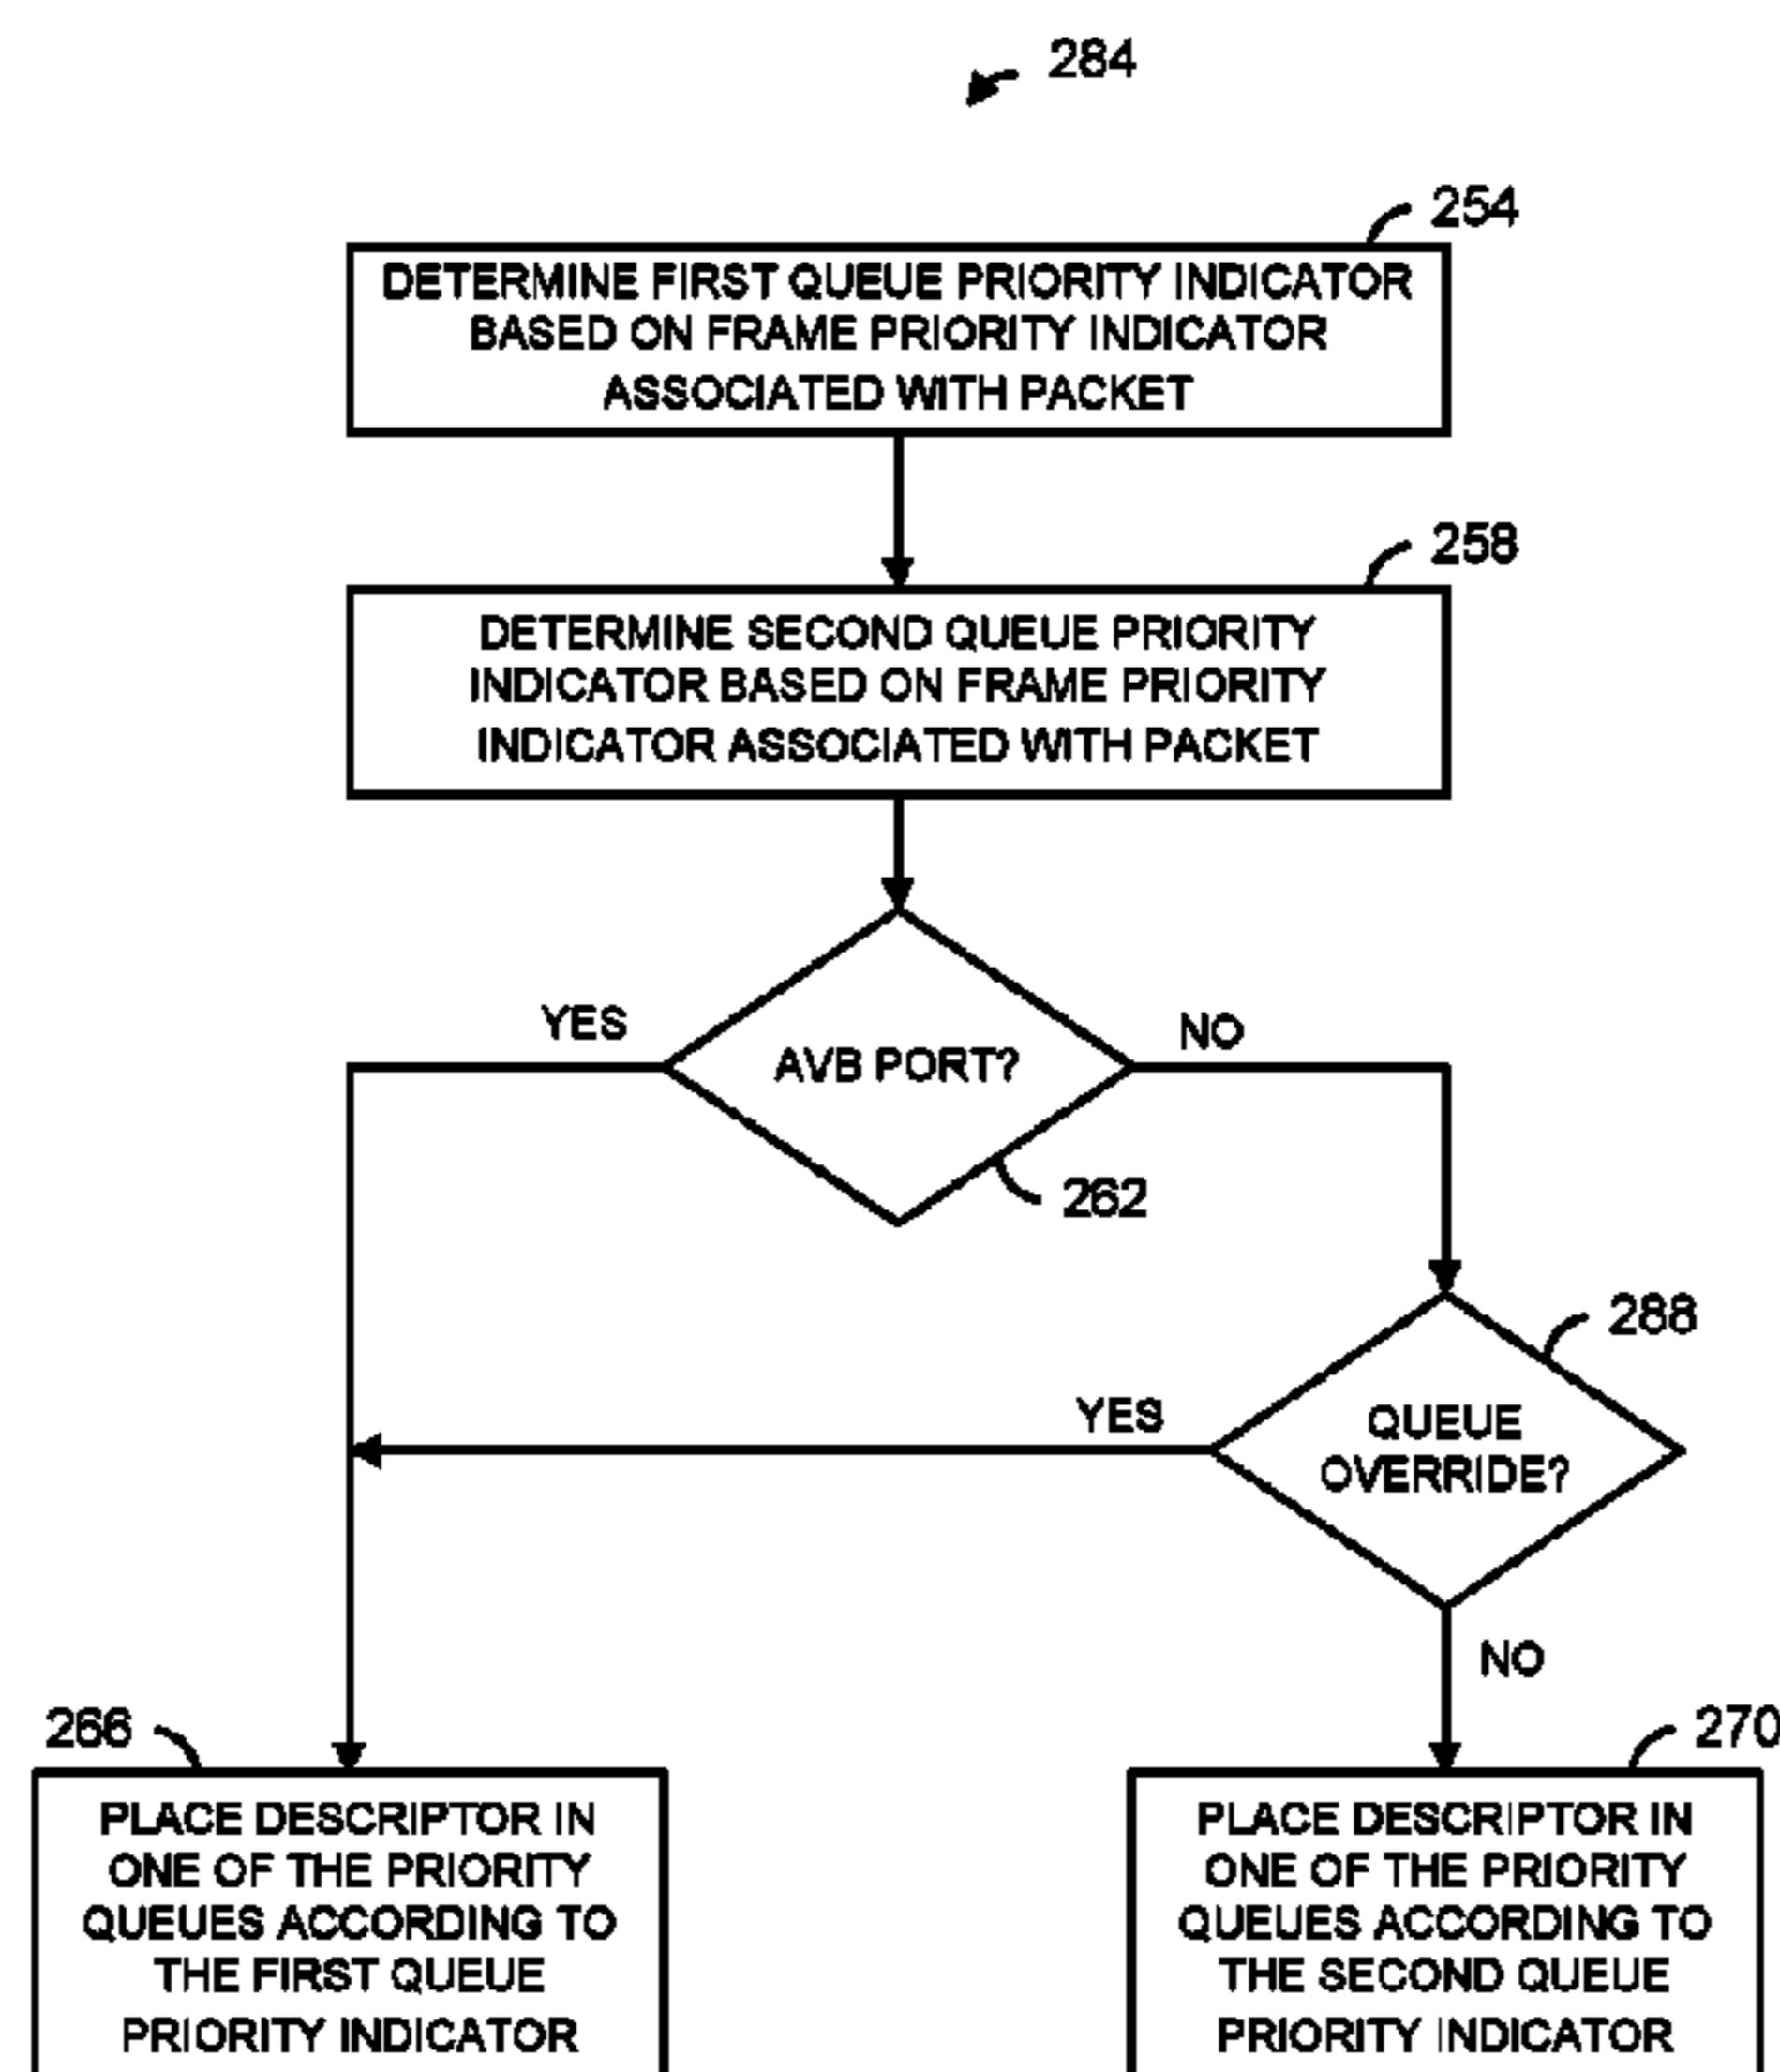 284
254
DETERMINE FIRST QUEUE PRIORITY INDICATOR
BASED ON FRAME PRIORITY INDICATOR
ASSOCIATED WITH PACKET
258
DETERMINE SECOND QUEUE PRIORITY
INDICATOR BASED ON FRAME PRIORITY
INDICATOR ASSOCIATED WITH PACKET
YES
NO
AVB PORT?
262
288
YES
QUEUE
OVERRIDE?
NO
266
270
PLACE DESCRIPTOR IN
ONE OF THE PRIORITY
QUEUES ACCORDING TO
THE FIRST QUEUE
PRIORITY INDICATOR
PLACE DESCRIPTOR IN
ONE OF THE PRIORITY
QUEUES ACCORDING TO
THE SECOND QUEUE
PRIORITY INDICATOR